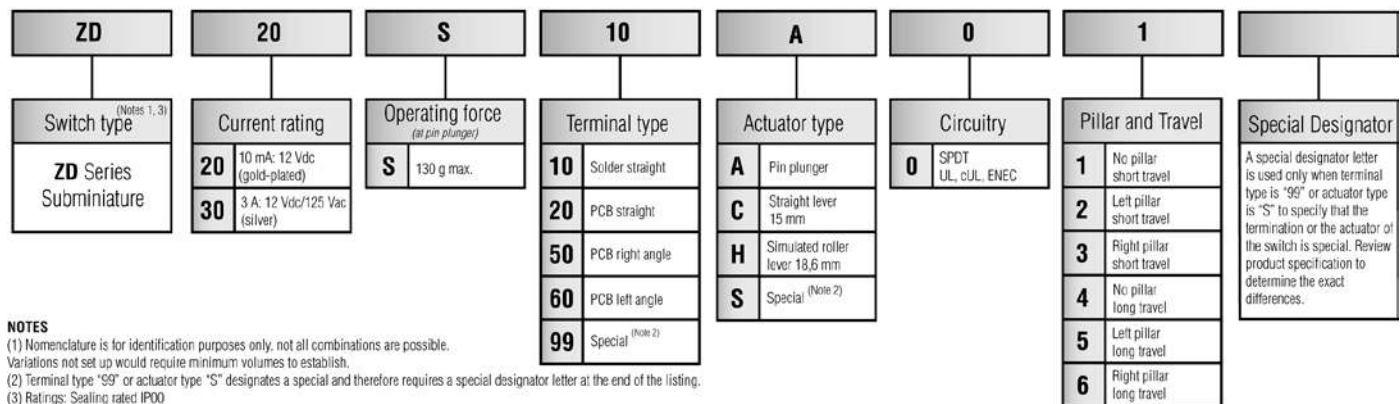 ZD
20
S
10
A
0
1
Switch type (Notes 1, 3)
ZD Series
Subminiature
Current rating
20 10 mA: 12 Vdc
(gold-plated)
30 3 A: 12 Vdc/125 Vac
(silver)
Operating force
(at pin plunger)
S 130 g max.
Terminal type
10 Solder straight
20 PCB straight
50 PCB right angle
60 PCB left angle
99 Special (Note 2)
Actuator type
A Pin plunger
C Straight lever
15 mm
H Simulated roller
lever 18,6 mm
S Special (Note 2)
Circuitry
0 SPDT
UL, cUL, ENEC
Pillar and Travel
1 No pillar
short travel
2 Left pillar
short travel
3 Right pillar
short travel
4 No pillar
long travel
5 Left pillar
long travel
6 Right pillar
long travel
Special Designator
A special designator letter
is used only when terminal
type is "99" or actuator type
is "S" to specify that the
termination or the actuator of
the switch is special. Review
product specification to
determine the exact
differences.
NOTES
(1) Nomenclature is for identification purposes only, not all combinations are possible.
Variations not set up would require minimum volumes to establish.
(2) Terminal type "99" or actuator type "S" designates a special and therefore requires a special designator letter at the end of the listing.
(3) Ratings: Sealing rated IP00